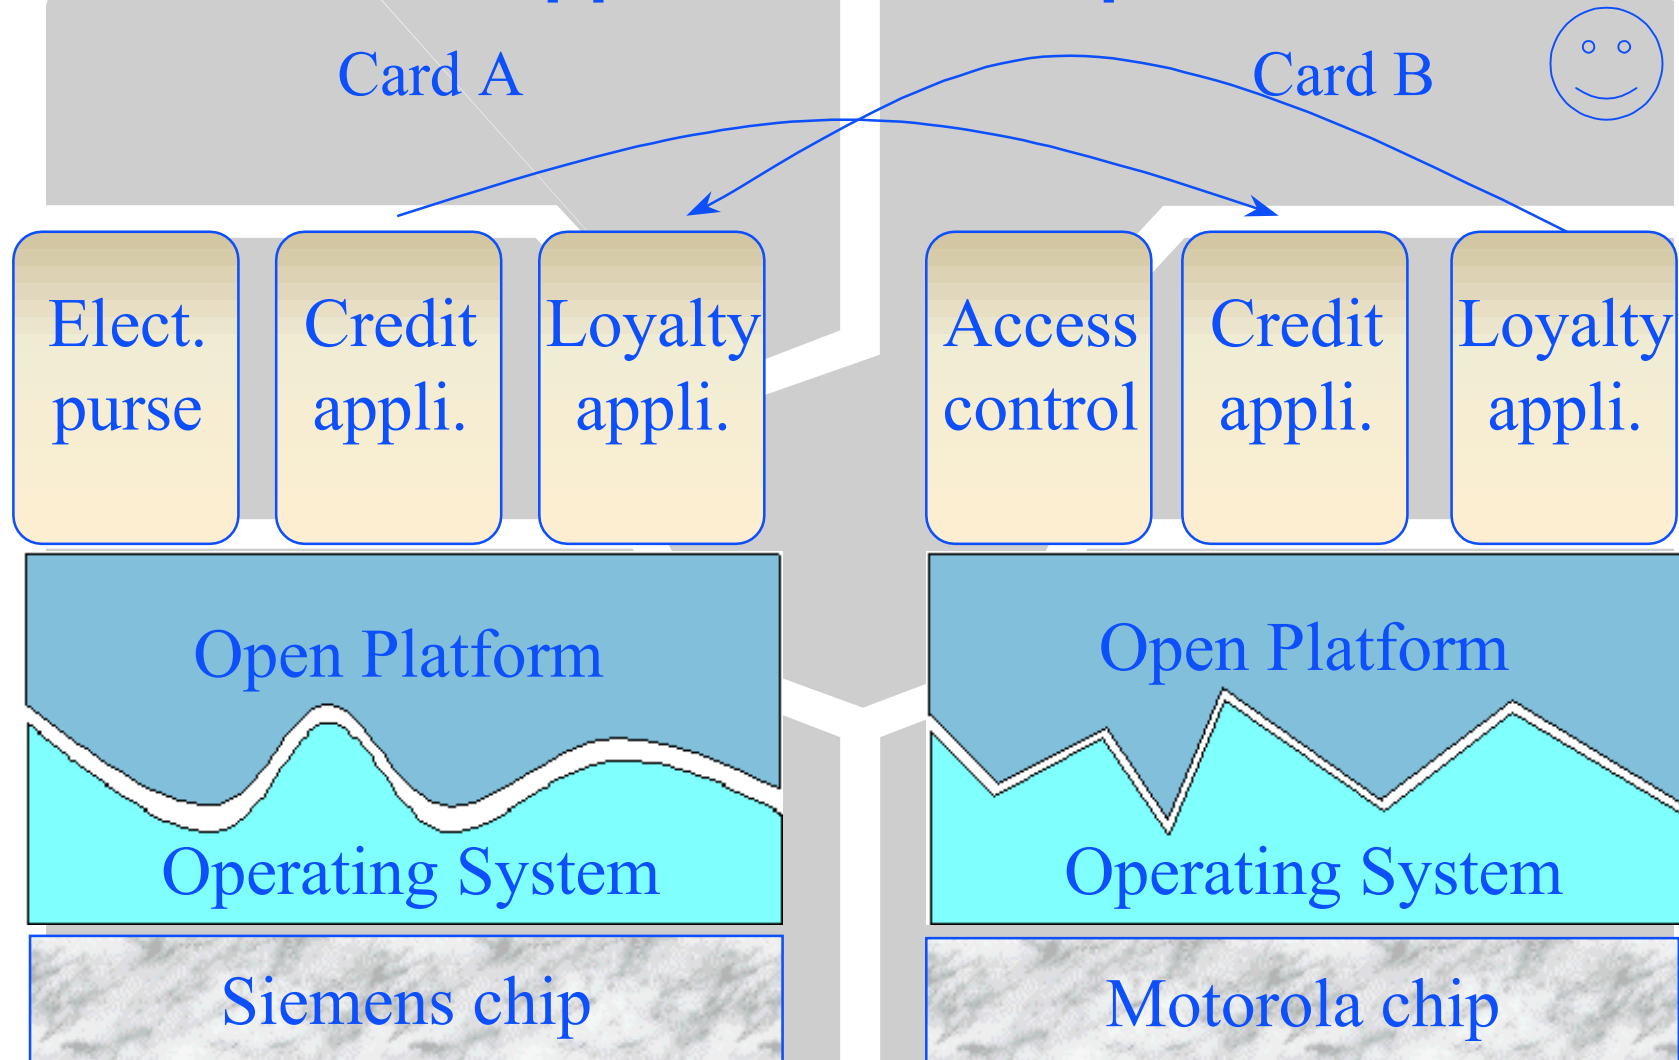 Card A
Card B
Elect.
purse
Credit
appli.
Loyalty
appli.
Access
control
Credit
appli.
Loyalty
appli.
Open Platform
Operating System
Siemens chip
Open Platform
Operating System
Motorola chip